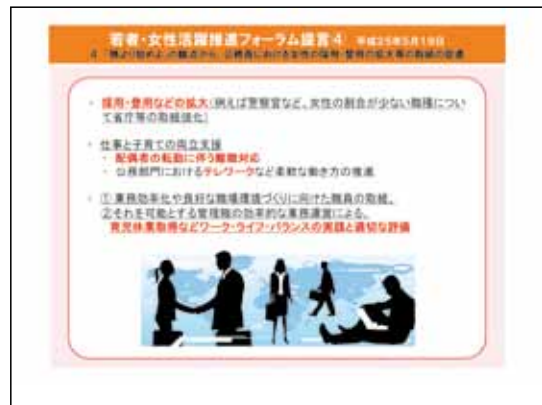 若者・女性活躍推進フォーラム提言④ 平成25年5月19日
4 「隗より始めよ」の観点から、公務員における女性の採用・登用の拡大等の取組の促進
・ 採用・登用などの拡大(例えば警察官など、女性の割合が少ない職種につい
て省庁等の取組強化)
・ 仕事と子育ての両立支援
・ 配偶者の転勤に伴う離職対応
・ 公務部門におけるテレワークなど柔軟な働き方の推進
・ ①業務効率化や良好な職場環境づくりに向けた職員の取組、
②それを可能とする管理職の効率的な業務運営による、
育児休業取得などワーク・ライフ・バランスの実践と適切な評価